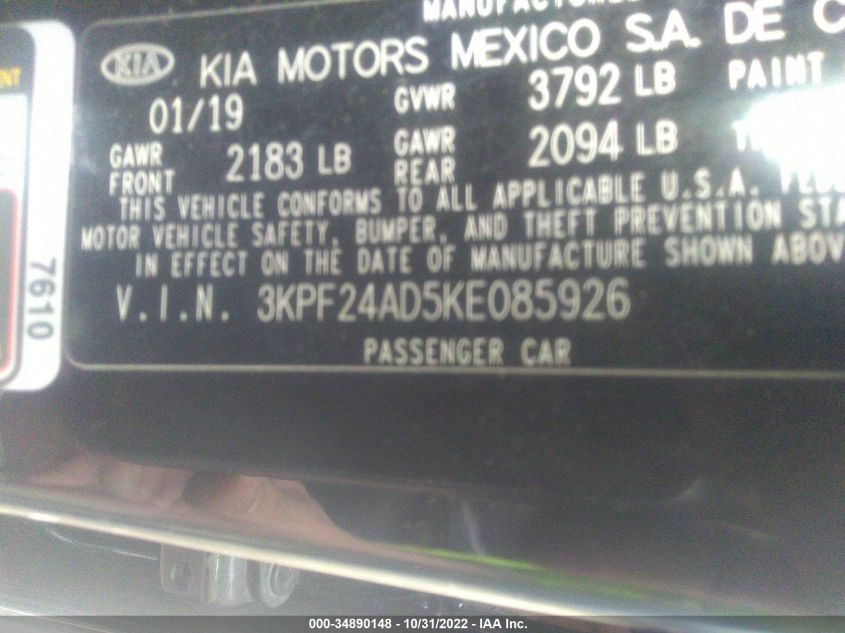 MANUFACTURED
KIA KIA MOTORS MEXICO S.A. DE C
01/19 GVWR 3792 LB PAINT
GAWR FRONT 2183 LB GAWR REAR 2094 LB
THIS VEHICLE CONFORMS TO ALL APPLICABLE U.S.A.
MOTOR VEHICLE SAFETY, BUMPER, AND THEFT PREVENTION STA
IN EFFECT ON THE DATE OF MANUFACTURE SHOWN ABOV
V.I.N. 3KPF24AD5KE085926
PASSENGER CAR
7610
000-34890148 - 10/31/2022 - IAA Inc.